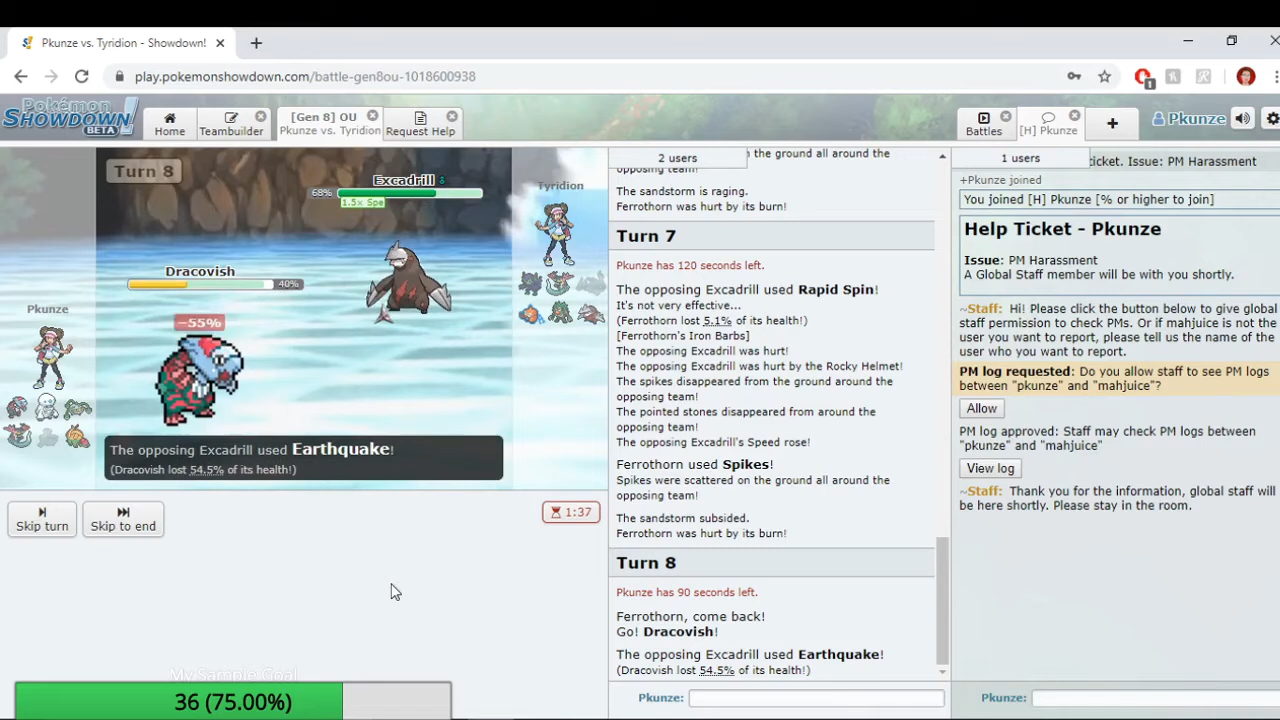 Pkunze vs. Tyridion - Showdown!
play.pokemonshowdown.com/battle-gen8ou-1018600938
1
Pokémon
SHOWDOWN
BETA
Home
Teambuilder
[Gen 8] OU
Pkunze vs. Tyridion
Request Help
Battles
[H] Pkunze
Pkunze
Turn 8
Excadrill
68%
1.5x Spe
Tyridion
Dracovish
40%
Pkunze
−55%
The opposing Excadrill used Earthquake!
(Dracovish lost 54.5% of its health!)
Skip turn
Skip to end
1:37
My Sample Goal
36 (75.00%)
2 users
the ground all around the
opposing team!
The sandstorm is raging.
Ferrothorn was hurt by its burn!
Turn 7
Pkunze has 120 seconds left.
The opposing Excadrill used Rapid Spin!
It's not very effective...
(Ferrothorn lost 5.1% of its health!)
[Ferrothorn's Iron Barbs]
The opposing Excadrill was hurt!
The opposing Excadrill was hurt by the Rocky Helmet!
The spikes disappeared from the ground around the
opposing team!
The pointed stones disappeared from around the
opposing team!
The opposing Excadrill's Speed rose!
Ferrothorn used Spikes!
Spikes were scattered on the ground all around the
opposing team!
The sandstorm subsided.
Ferrothorn was hurt by its burn!
Turn 8
Pkunze has 90 seconds left.
Ferrothorn, come back!
Go! Dracovish!
The opposing Excadrill used Earthquake!
(Dracovish lost 54.5% of its health!)
Pkunze:
1 users
ticket. Issue: PM Harassment
+Pkunze joined
You joined [H] Pkunze [% or higher to join]
Help Ticket - Pkunze
Issue: PM Harassment
A Global Staff member will be with you shortly.
~Staff: Hi! Please click the button below to give global
staff permission to check PMs. Or if mahjuice is not the
user you want to report, please tell us the name of the
user who you want to report.
PM log requested: Do you allow staff to see PM logs
between "pkunze" and "mahjuice"?
Allow
PM log approved: Staff may check PM logs between
"pkunze" and "mahjuice"
View log
~Staff: Thank you for the information, global staff will
be here shortly. Please stay in the room.
Pkunze: